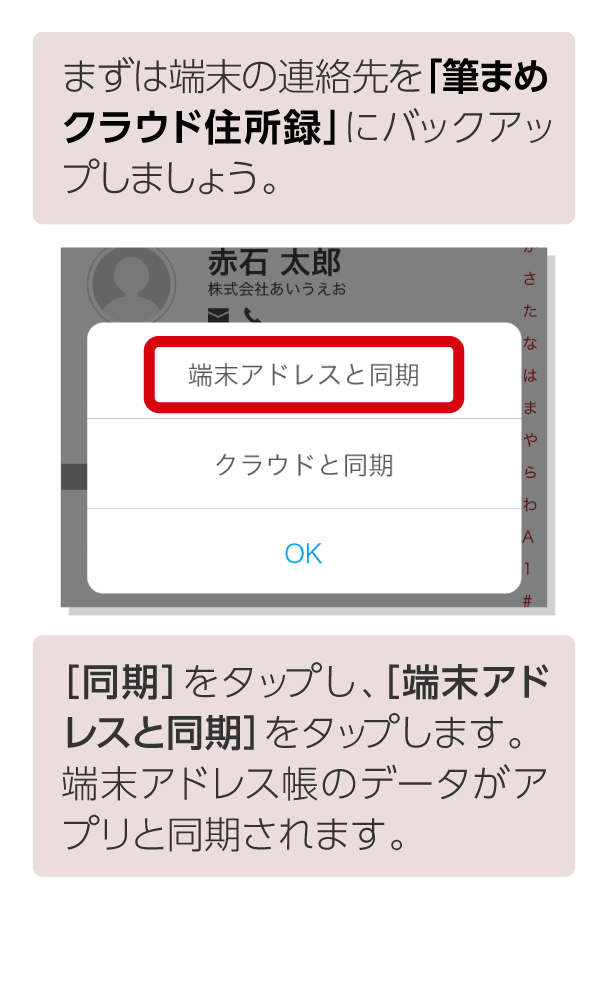 まずは端末の連絡先を「筆まめ
クラウド住所録」にバックアッ
プしましょう。
赤石 太郎
株式会社あいうえお
か
さ
た
な
は
ま
や
ら
わ
A
1
#
端末アドレスと同期
クラウドと同期
OK
[同期]をタップし、[端末アド
レスと同期]をタップします。
端末アドレス帳のデータがア
プリと同期されます。